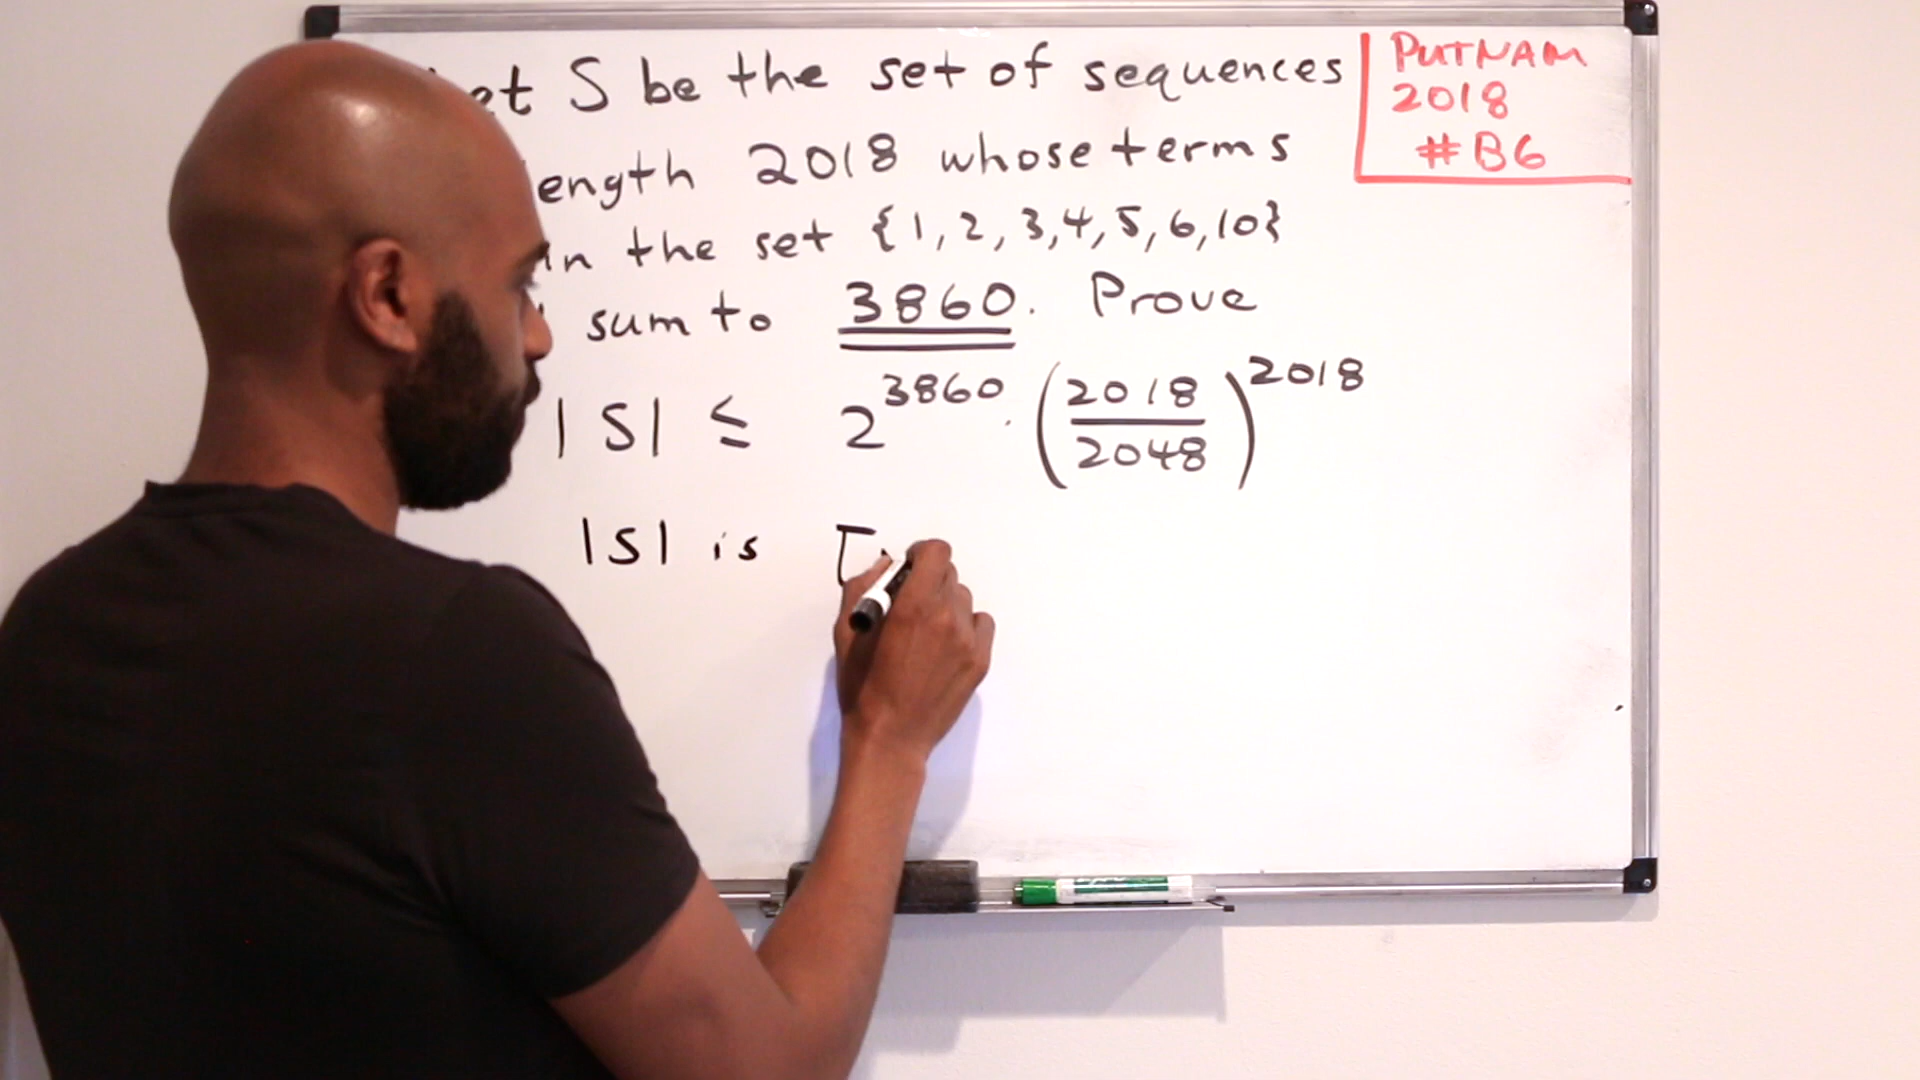 et S be the set of sequences
ength 2018 whose terms
in the set {1, 2, 3, 4, 5, 6, 10}
sum to 3860. Prove
|S| ≤ 2^3860 · (2018/2048)^2018
|S| is [
PUTNAM
2018
#B6